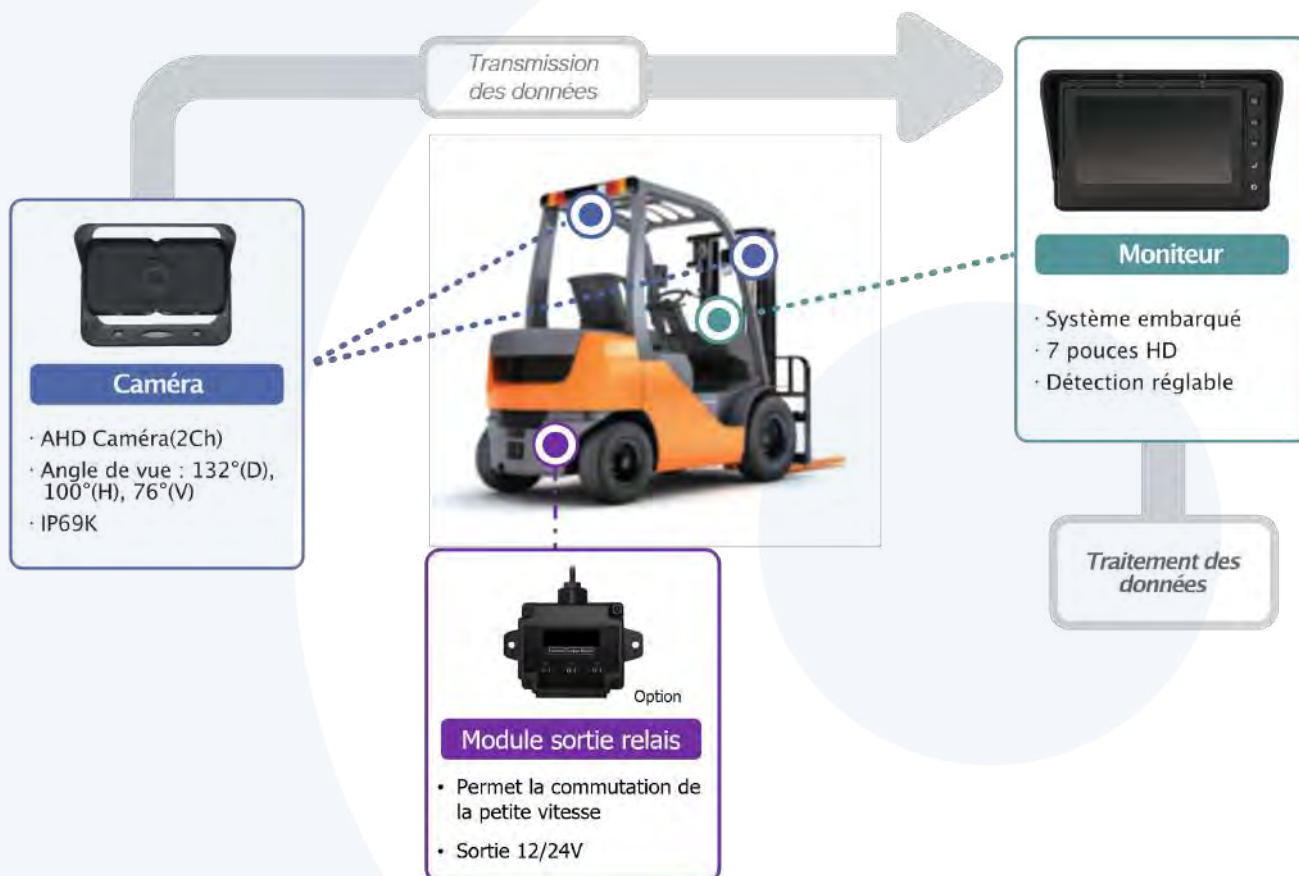 Transmission
des données
Caméra
· AHD Caméra(2Ch)
· Angle de vue : 132°(D),
100°(H), 76°(V)
· IP69K
Moniteur
· Système embarqué
· 7 pouces HD
· Détection réglable
Traitement des
données
Option
Module sortie relais
• Permet la commutation de
la petite vitesse
• Sortie 12/24V